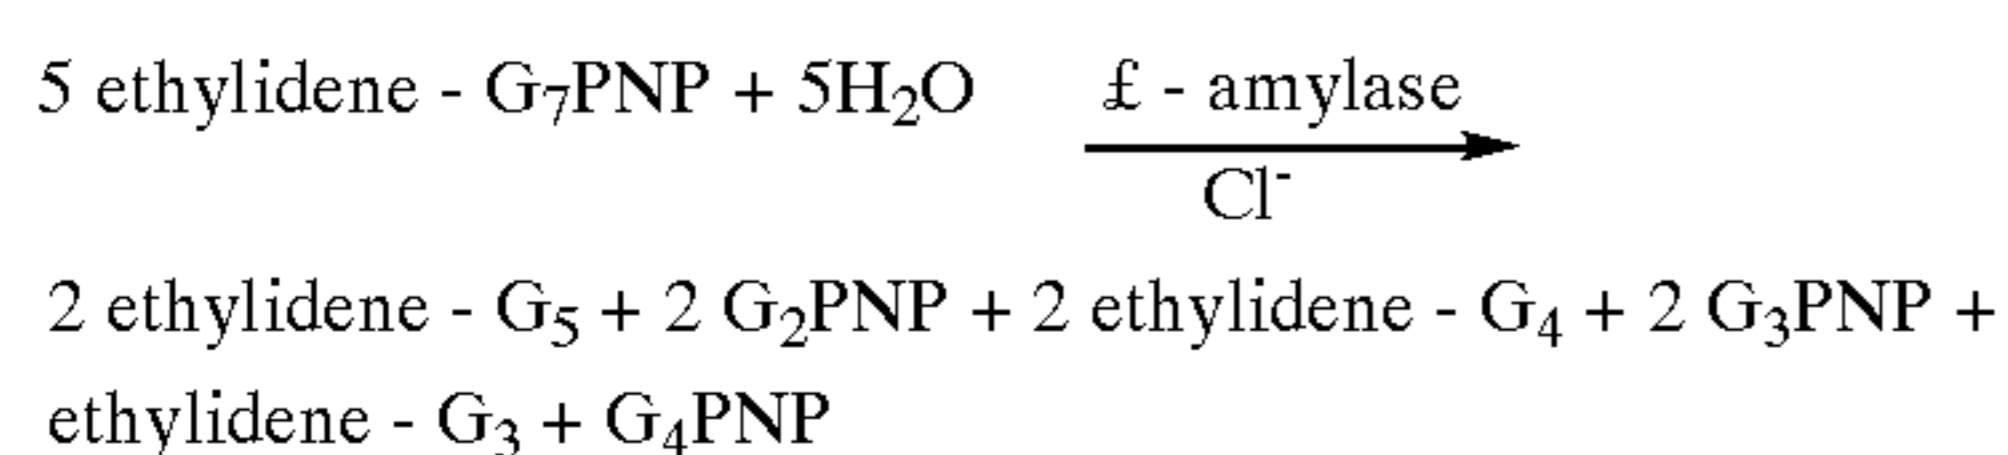 5 ethylidene - G₇PNP + 5H₂O £ - amylase
Cl⁻
2 ethylidene - G₅ + 2 G₂PNP + 2 ethylidene - G₄ + 2 G₃PNP +
ethylidene - G₃ + G₄PNP